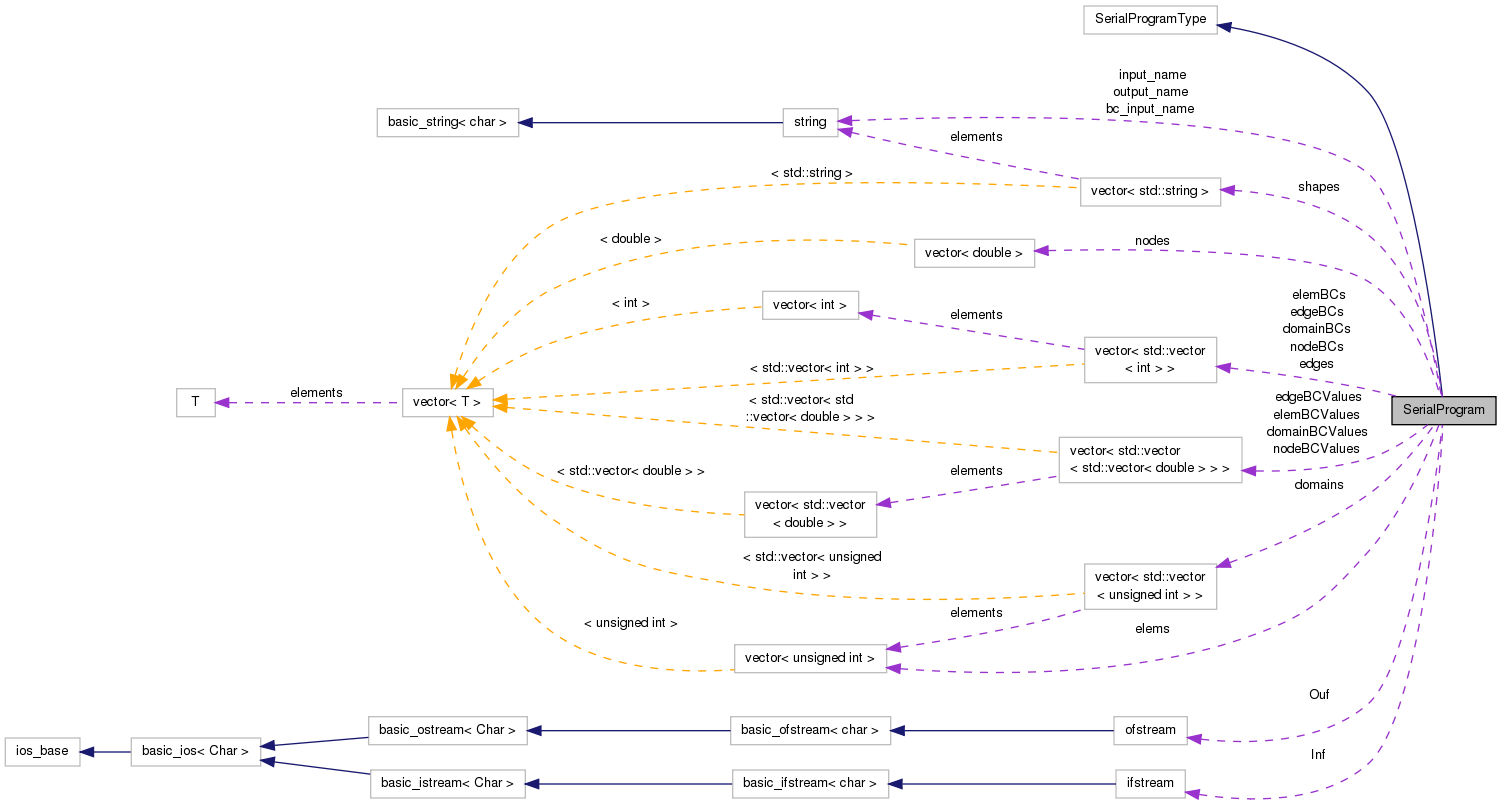 SerialProgramType
input_name
output_name
bc_input_name
basic_string< char >
string
elements
< std::string >
vector< std::string >
shapes
< double >
vector< double >
nodes
< int >
vector< int >
elements
elemBCs
edgeBCs
domainBCs
nodeBCs
edges
vector< std::vector
< int > >
< std::vector< int > >
T
elements
vector< T >
< std::vector< std
::vector< double > > >
SerialProgram
edgeBCValues
elemBCValues
domainBCValues
nodeBCValues
vector< std::vector
< std::vector< double > > >
< std::vector< double > >
elements
vector< std::vector
< double > >
domains
< std::vector< unsigned
int > >
vector< std::vector
< unsigned int > >
elements
< unsigned int >
elems
vector< unsigned int >
Ouf
ios_base
basic_ios< Char >
basic_ostream< Char >
basic_ofstream< char >
ofstream
Inf
basic_istream< Char >
basic_ifstream< char >
ifstream